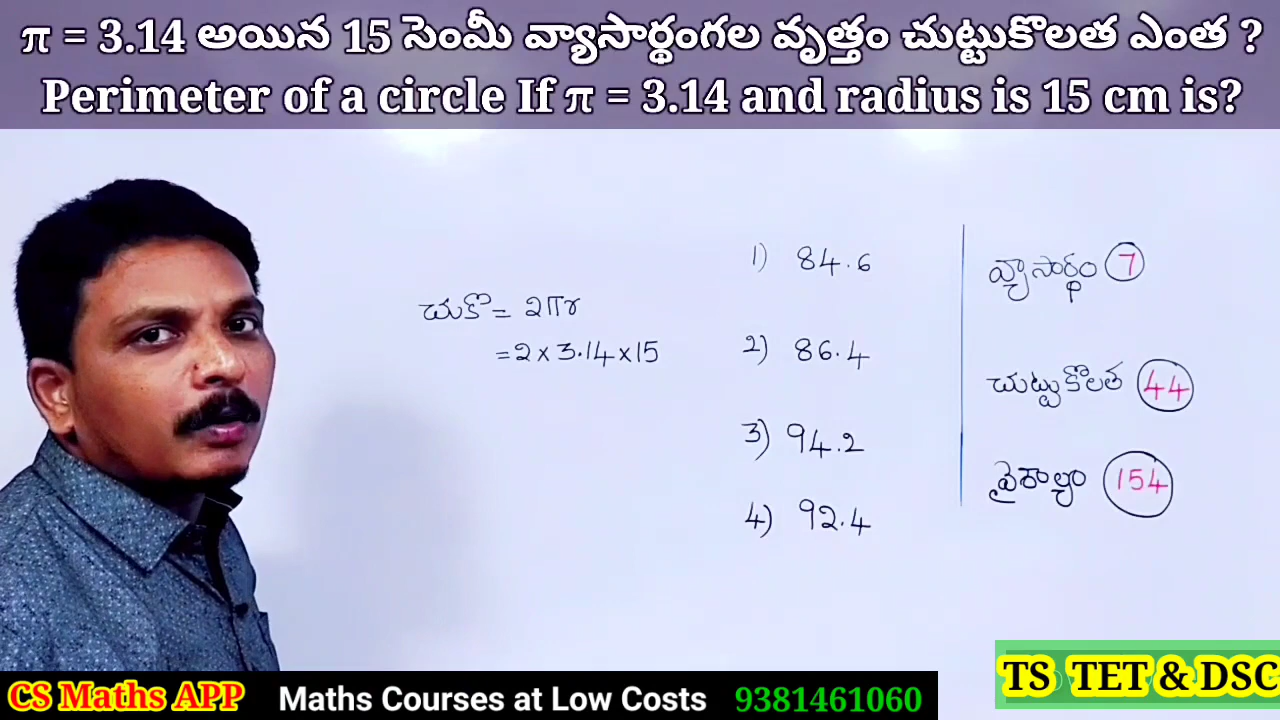 π = 3.14 అయిన 15 సెంమీ వ్యాసార్థంగల వృత్తం చుట్టుకొలత ఎంత ?
Perimeter of a circle If π = 3.14 and radius is 15 cm is?
చుకొ = 2πr
= 2 x 3.14 x 15
1) 84.6
2) 86.4
3) 94.2
4) 92.4
వ్యాసార్థం 7
చుట్టుకొలత 44
వైశాల్యం 154
CS Maths APP
Maths Courses at Low Costs 9381461060
TS TET & DSC